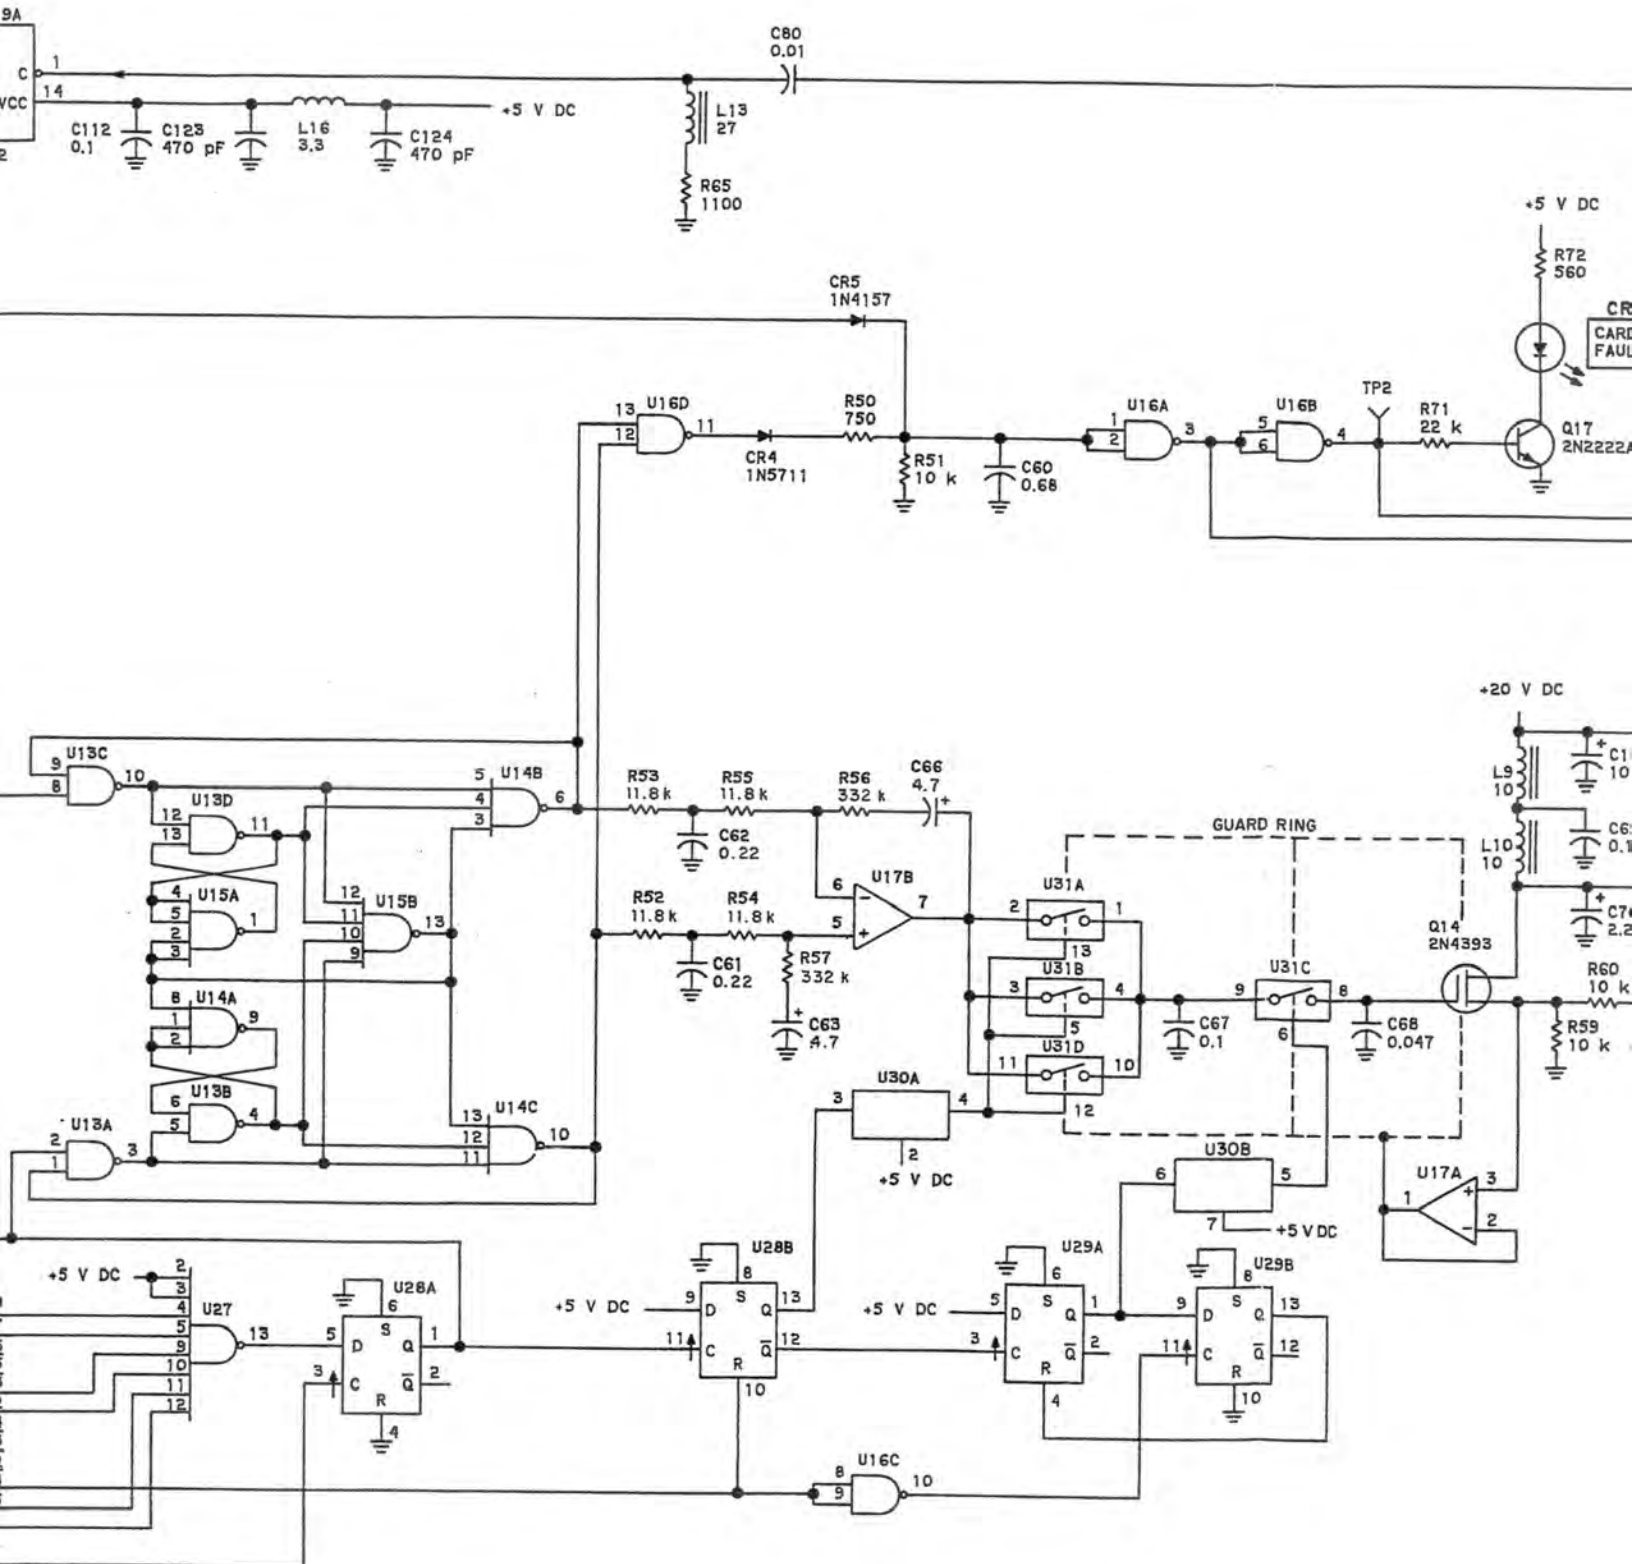 9A
C 1
VCC 14
2
C112
0.1
C123
470 pF
L16
3.3
C124
470 pF
+5 V DC
C80
0.01
L13
27
R65
1100
+5 V DC
R72
560
CARD
CR5
1N4157
U16D
13
12
11
CR4
1N5711
R50
750
R51
10 k
C60
0.68
U16A
1
2
3
U16B
5
6
4
TP2
R71
22 k
Q17
2N2222A
+20 V DC
L9
10
L10
10
U13C
9
8
10
U13D
12
13
11
U15A
4
5
2
3
1
U14A
8
1
2
9
U13B
6
5
4
U13A
2
1
3
U15B
12
11
10
9
13
U14B
5
4
3
6
U14C
13
12
11
10
R53
11.8 k
R55
11.8 k
R56
332 k
C66
4.7
+
C62
0.22
R52
11.8 k
R54
11.8 k
C61
0.22
R57
332 k
+
C63
4.7
U17B
6 -
5 +
7
GUARD RING
U31A
2 1
13
U31B
3 4
5
U31D
11 10
12
C67
0.1
U31C
9 8
6
C68
0.047
Q14
2N4393
R60
10 k
R59
10 k
U30A
3 4
2
+5 V DC
U30B
6 5
7
+5 V DC
U17A
1
+ 3
- 2
+5 V DC
U27
2
3
4
5
9
10
11
12
13
U28A
6
S
5 D Q 1
3 C Q̅ 2
R
4
U28B
8
+5 V DC 9 D S Q 13
11 C Q̅ 12
R
10
U29A
6
+5 V DC 5 D S Q 1
3 C Q̅ 2
R
4
U29B
8
9 D S Q 13
11 C Q̅ 12
R
10
U16C
8
9
10